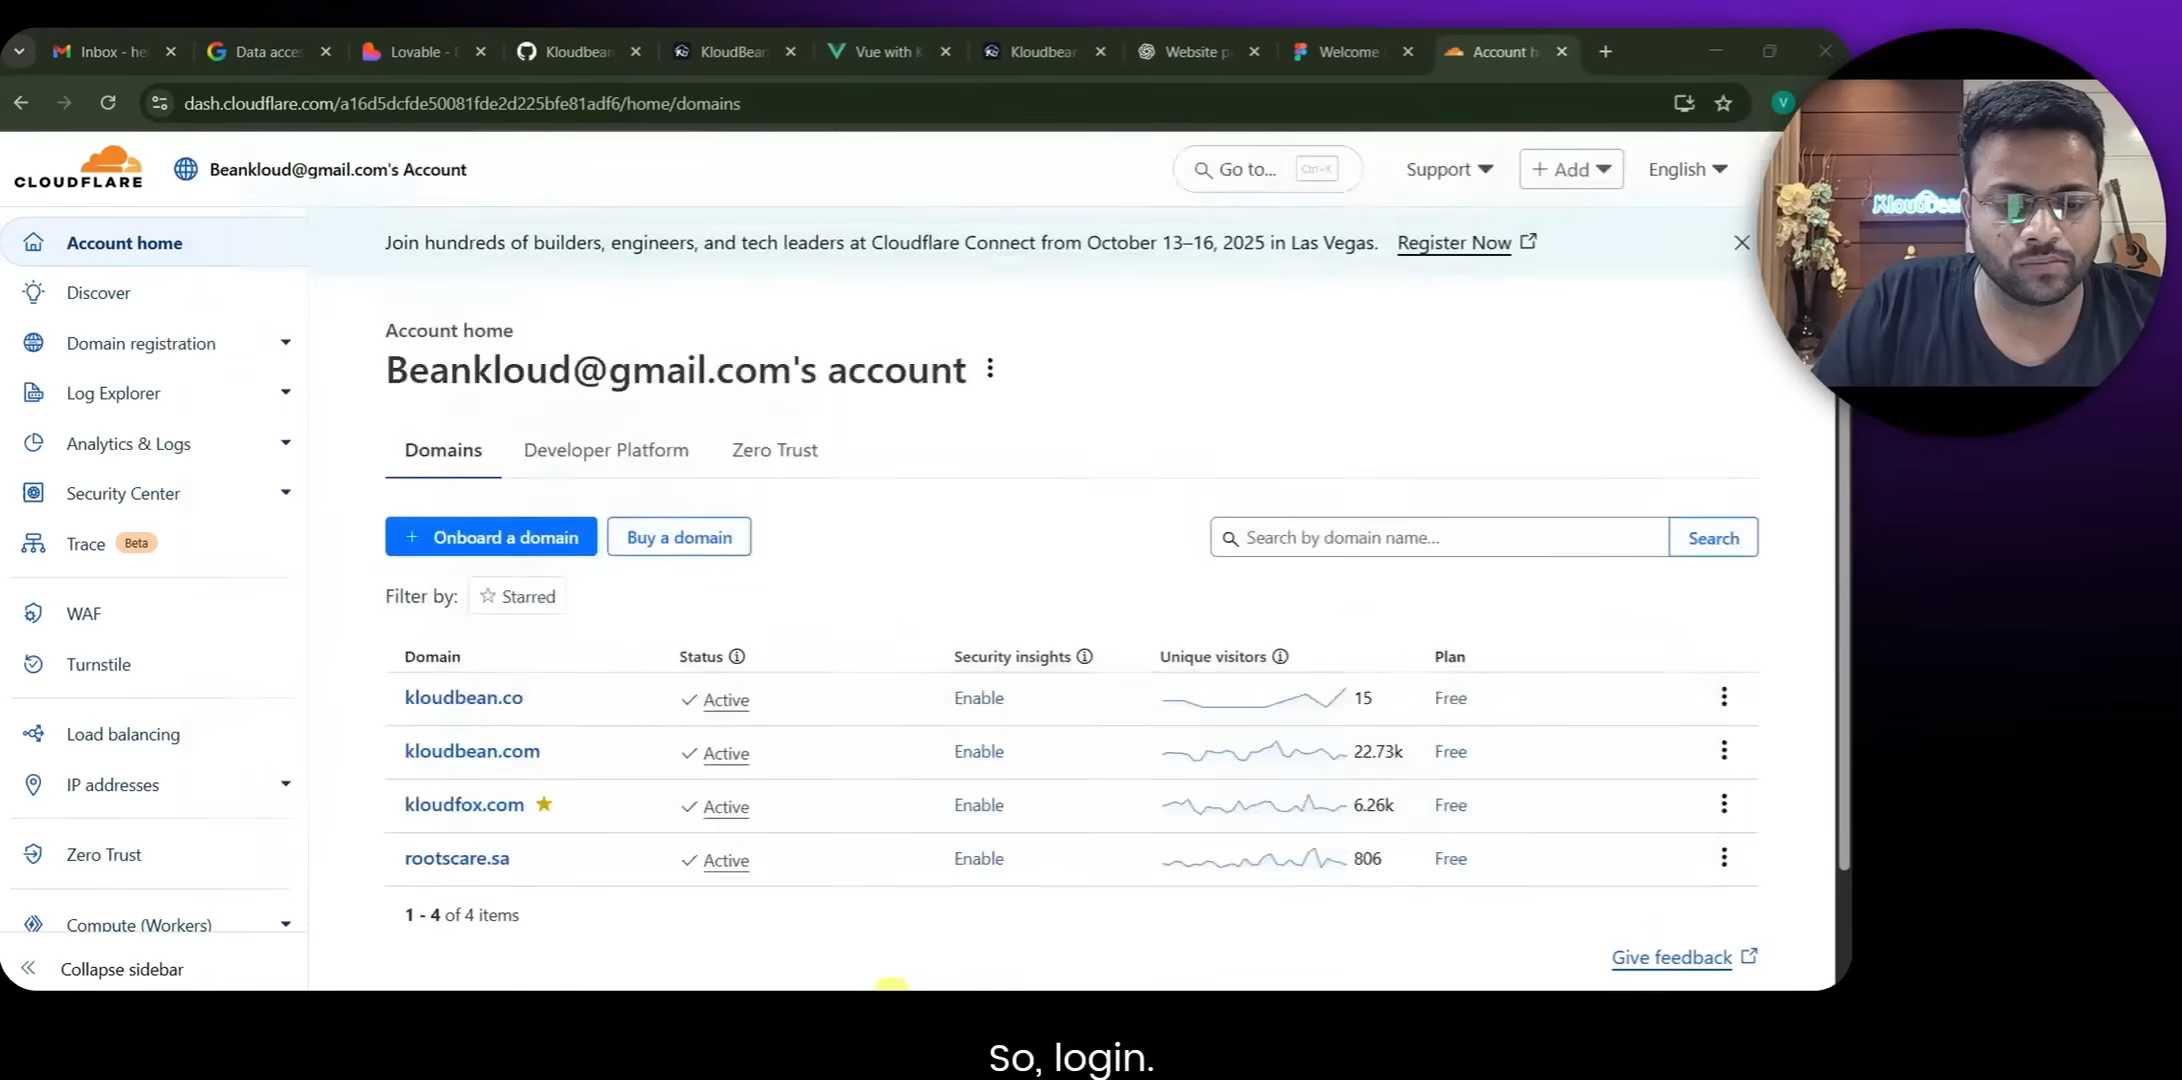 Inbox - he
Data acces
Lovable -
Kloudbean
KloudBean
Vue with K
Kloudbean
Website p
Welcome
Account h
dash.cloudflare.com/a16d5dcfde50081fde2d225bfe81adf6/home/domains
V
CLOUDFLARE
Beankloud@gmail.com's Account
Go to...
Ctrl+K
Support
+ Add
English
Account home
Discover
Domain registration
Log Explorer
Analytics & Logs
Security Center
Trace Beta
WAF
Turnstile
Load balancing
IP addresses
Zero Trust
Compute (Workers)
Collapse sidebar
Join hundreds of builders, engineers, and tech leaders at Cloudflare Connect from October 13–16, 2025 in Las Vegas. Register Now
Account home
Beankloud@gmail.com's account
Domains Developer Platform Zero Trust
+ Onboard a domain Buy a domain
Search by domain name... Search
Filter by: Starred
Domain Status Security insights Unique visitors Plan
kloudbean.co Active Enable 15 Free
kloudbean.com Active Enable 22.73k Free
kloudfox.com Active Enable 6.26k Free
rootscare.sa Active Enable 806 Free
1 - 4 of 4 items
Give feedback
KloudBean
So, login.